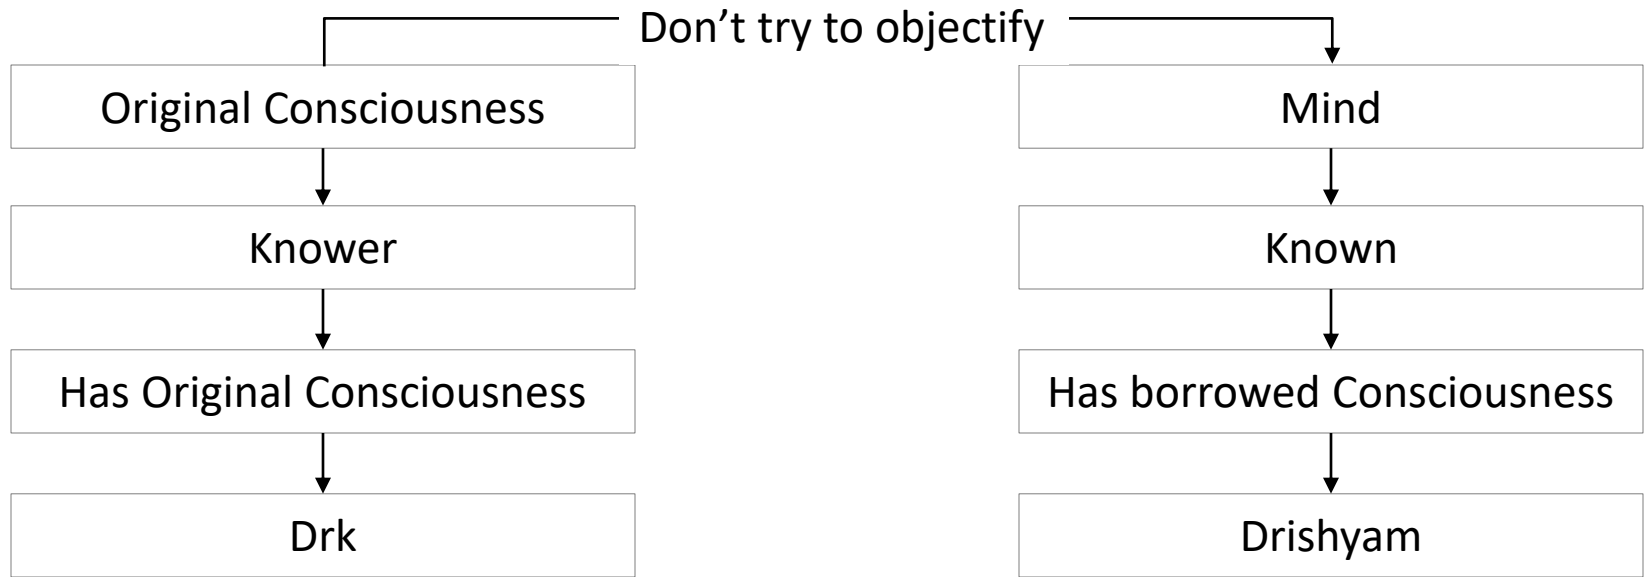 Don’t try to objectify
Original Consciousness
Mind
Knower
Known
Has Original Consciousness
Has borrowed Consciousness
Drk
Drishyam